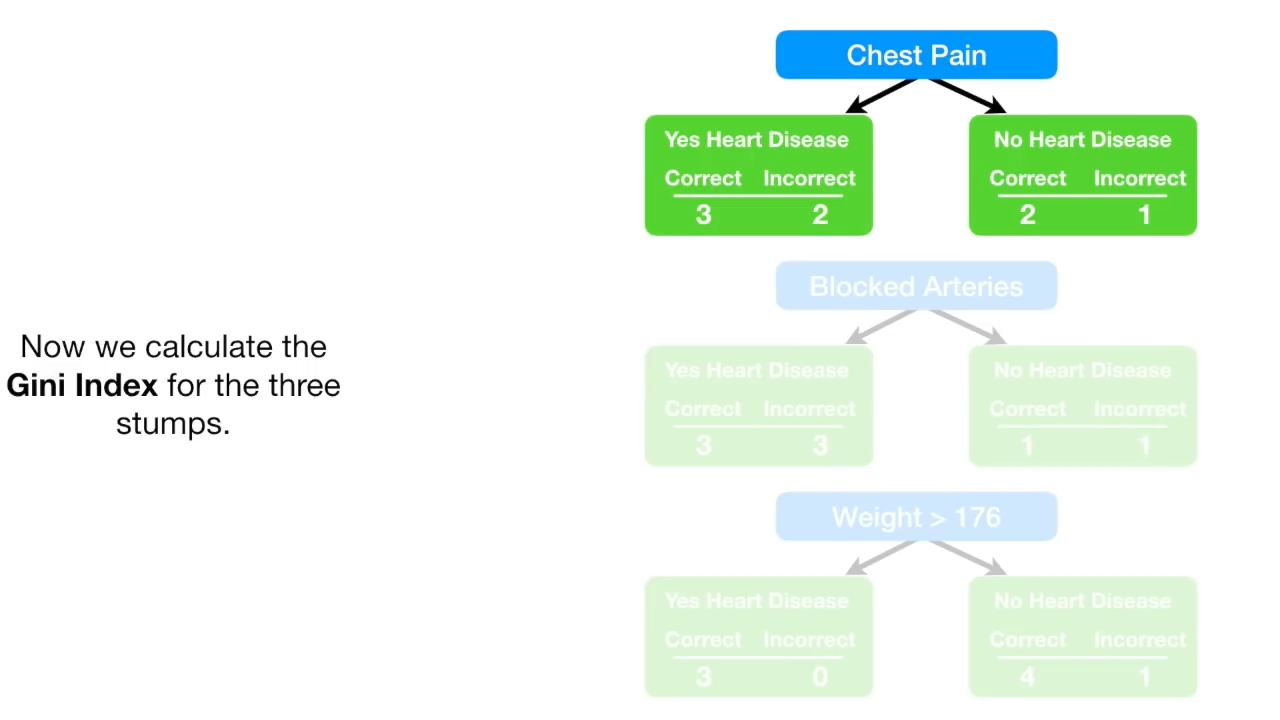 Chest Pain
Yes Heart Disease
Correct Incorrect
3 2
No Heart Disease
Correct Incorrect
2 1
Blocked Arteries
Yes Heart Disease
Correct Incorrect
3 3
No Heart Disease
Correct Incorrect
1 1
Now we calculate the
Gini Index for the three
stumps.
Weight > 176
Yes Heart Disease
Correct Incorrect
3 0
No Heart Disease
Correct Incorrect
4 1